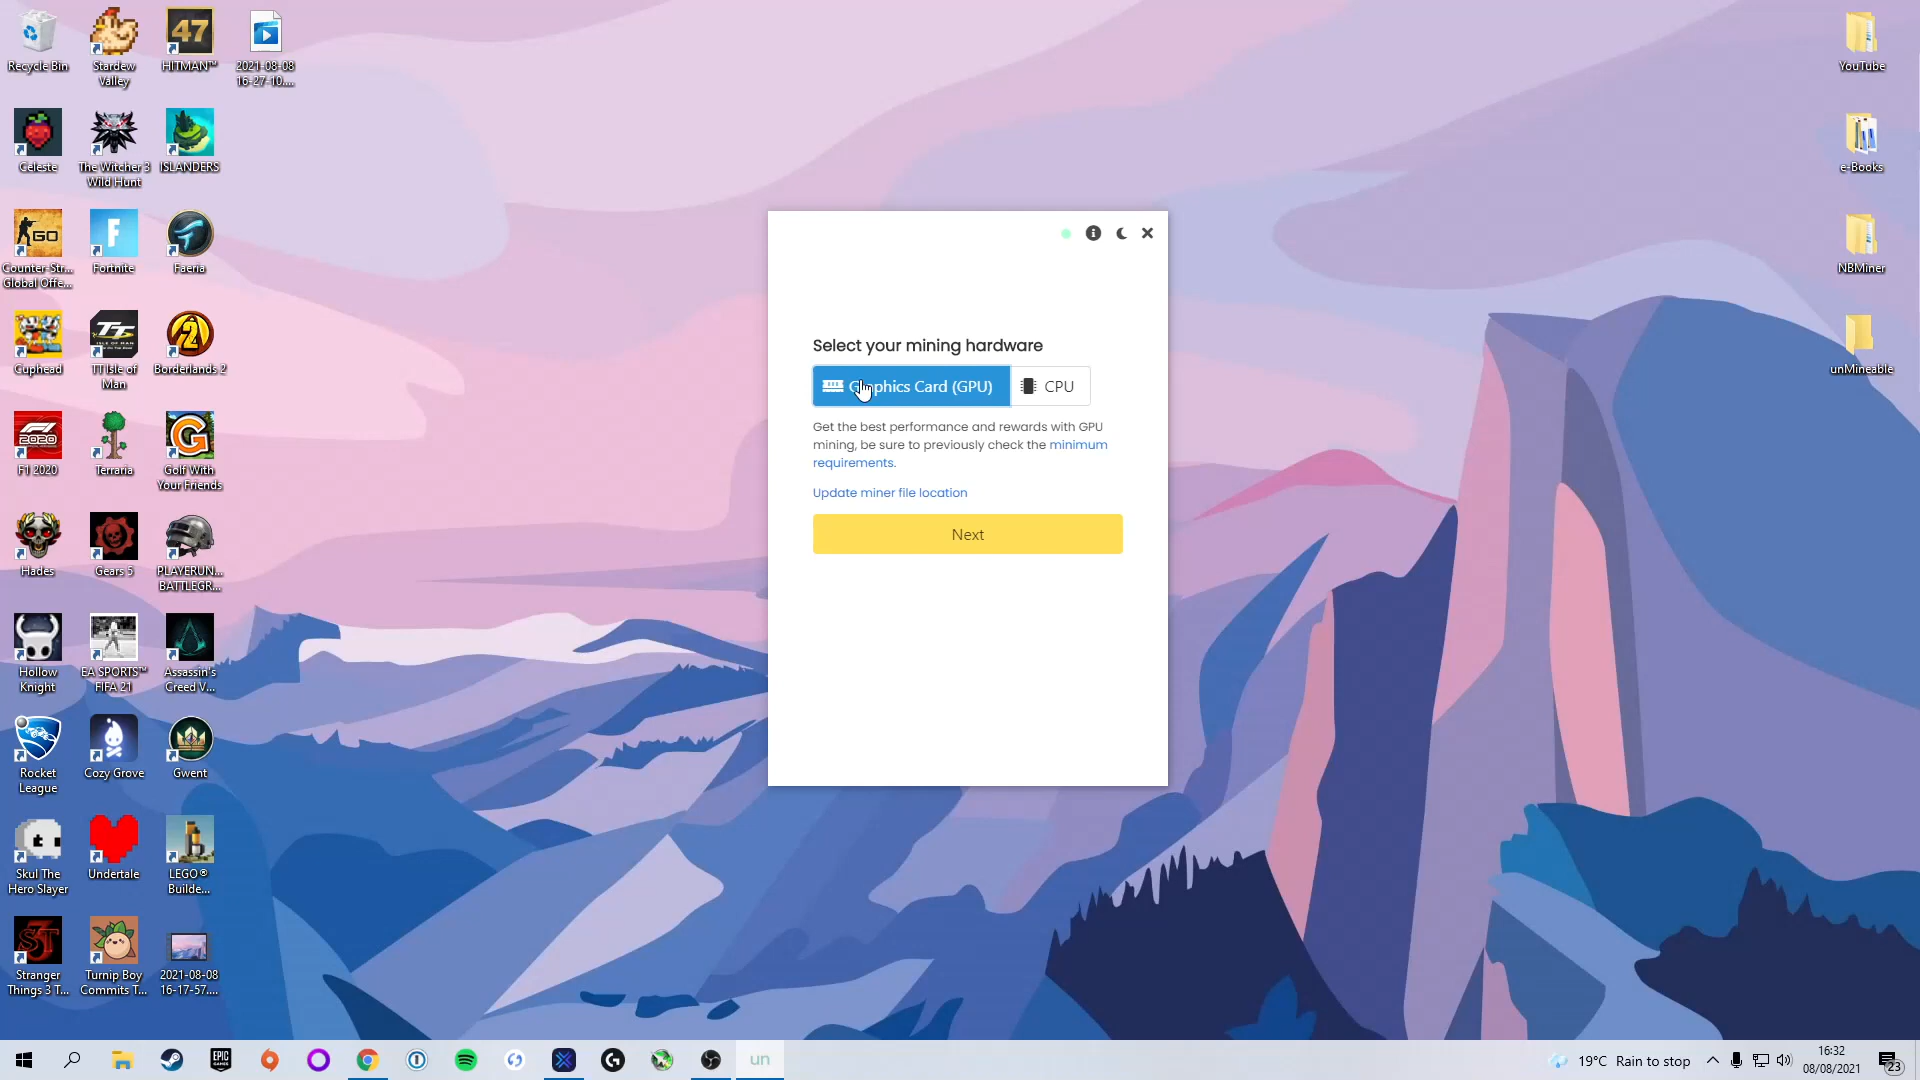 Recycle Bin
Stardew
Valley
HITMAN™
2021-08-08
16-27-10....
Celeste
The Witcher 3
Wild Hunt
ISLANDERS
Counter-Str...
Global Offe...
Fortnite
Faeria
Cuphead
TT Isle of
Man
Borderlands 2
F1 2020
Terraria
Golf With
Your Friends
Hades
Gears 5
PLAYERUN...
BATTLEGR...
Hollow
Knight
EA SPORTS™
FIFA 21
Assassin's
Creed V...
Rocket
League
Cozy Grove
Gwent
Skul The
Hero Slayer
Undertale
LEGO®
Builde...
Stranger
Things 3 T...
Turnip Boy
Commits T...
2021-08-08
16-17-57....
YouTube
e-Books
NBMiner
unMineable
Select your mining hardware
Graphics Card (GPU)
CPU
Get the best performance and rewards with GPU
mining, be sure to previously check the minimum
requirements.
Update miner file location
Next
EPIC
GAMES
un
19°C Rain to stop
16:32
08/08/2021
23